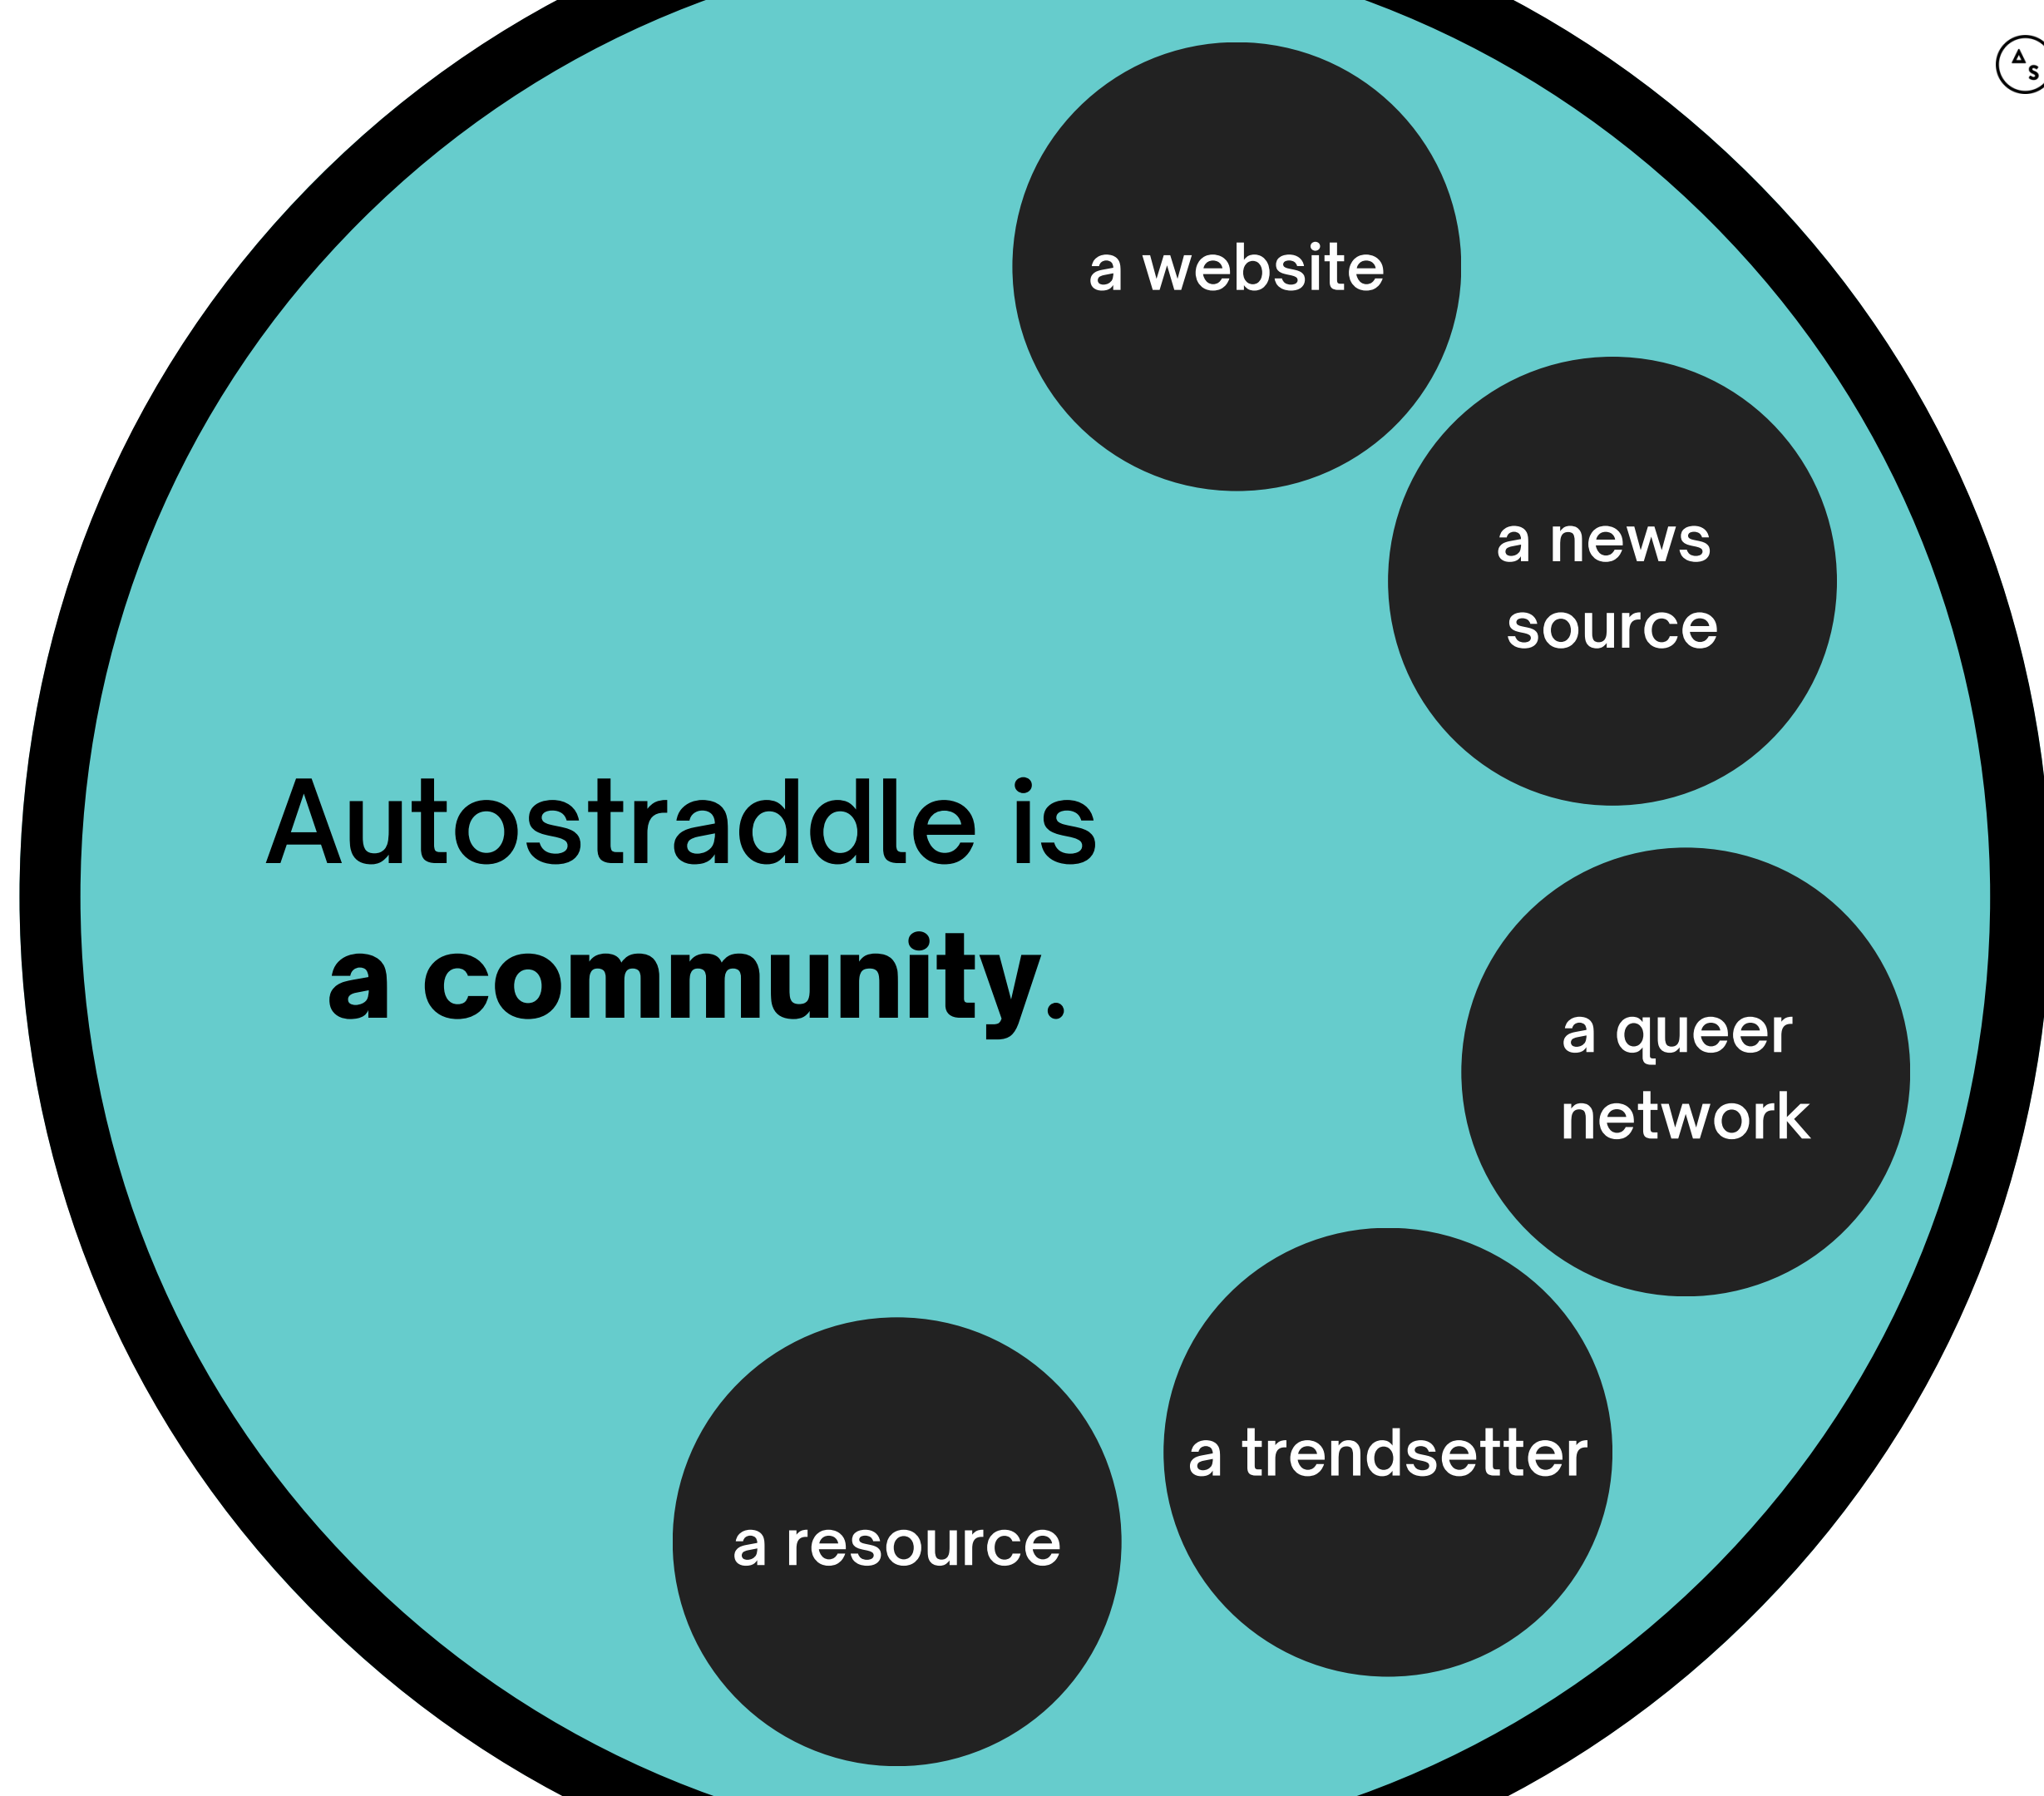 A
s
a website
a news
source
Autostraddle is
a community.
a queer
network
a trendsetter
a resource